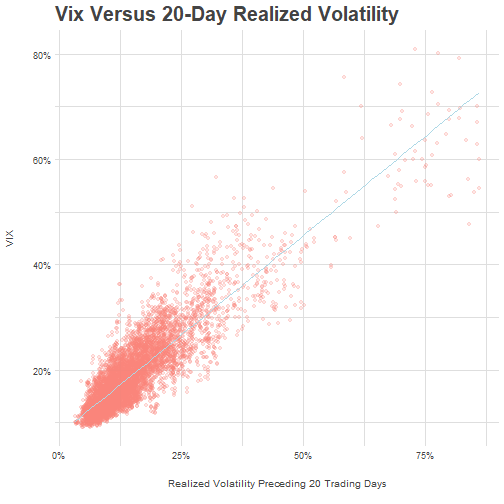 Vix Versus 20-Day Realized Volatility
80%
60%
VIX
40%
20%
0%
25%
50%
75%
Realized Volatility Preceding 20 Trading Days